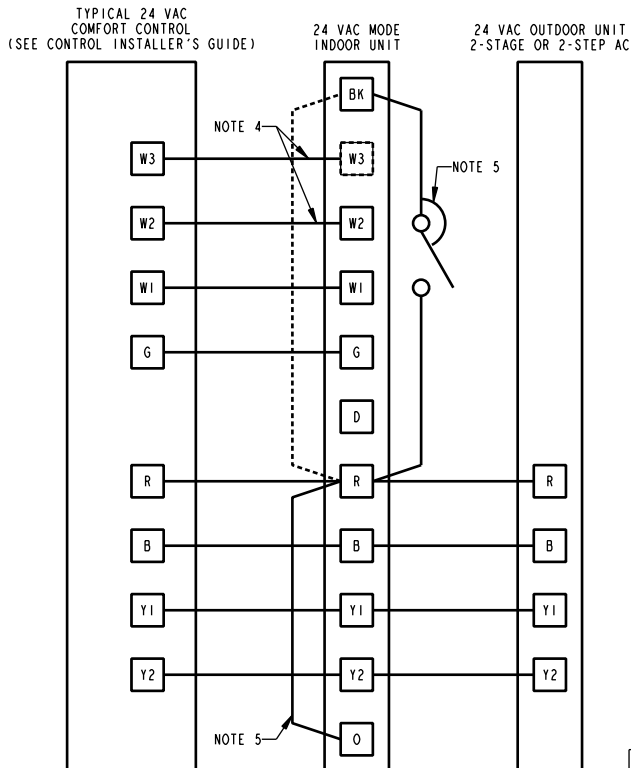 TYPICAL 24 VAC
COMFORT CONTROL
(SEE CONTROL INSTALLER'S GUIDE)
24 VAC MODE
INDOOR UNIT
24 VAC OUTDOOR UNIT
2-STAGE OR 2-STEP AC
BK
NOTE 4
W3 W3
NOTE 5
W2 W2
W1 W1
G G
D
R R R
B B B
Y1 Y1 Y1
Y2 Y2 Y2
NOTE 5
O